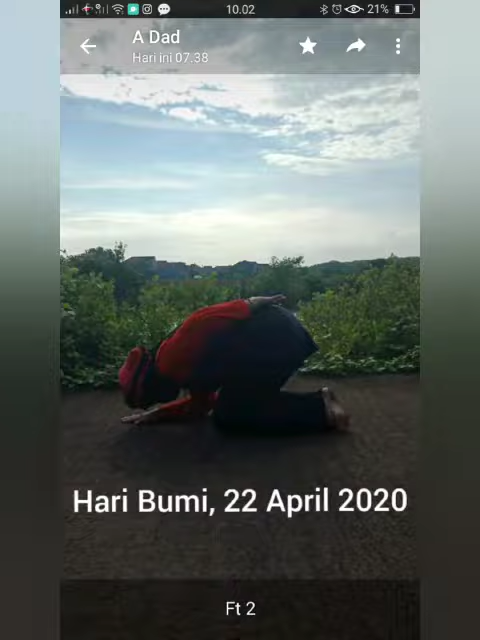 10.02
21%
A Dad
Hari ini 07.38
Hari Bumi, 22 April 2020
Ft 2